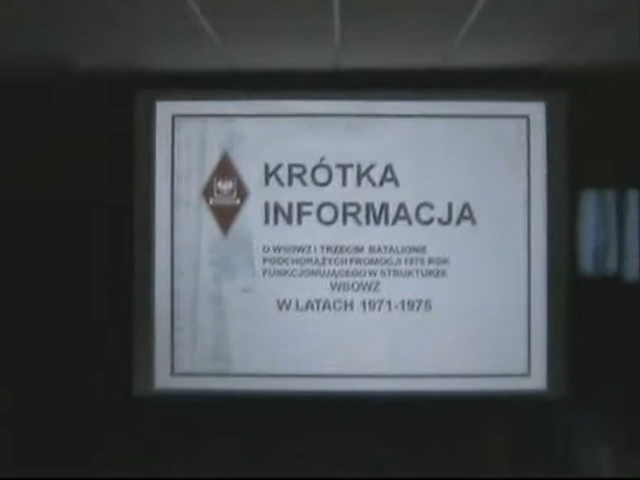 KRÓTKA
INFORMACJA
O WSOWZ I TRZECIM BATALIONIE
PODCHORĄŻYCH PROMOCJI 1975 ROK
FUNKCJONUJĄCEGO W STRUKTURZE
WSOWZ
W LATACH 1971-1975